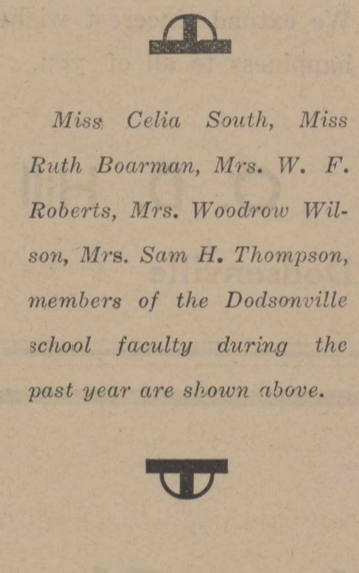 Miss Celia South, Miss
Ruth Boarman, Mrs. W. F.
Roberts, Mrs. Woodrow Wil-
son, Mrs. Sam H. Thompson,
members of the Dodsonville
school faculty during the
past year are shown above.